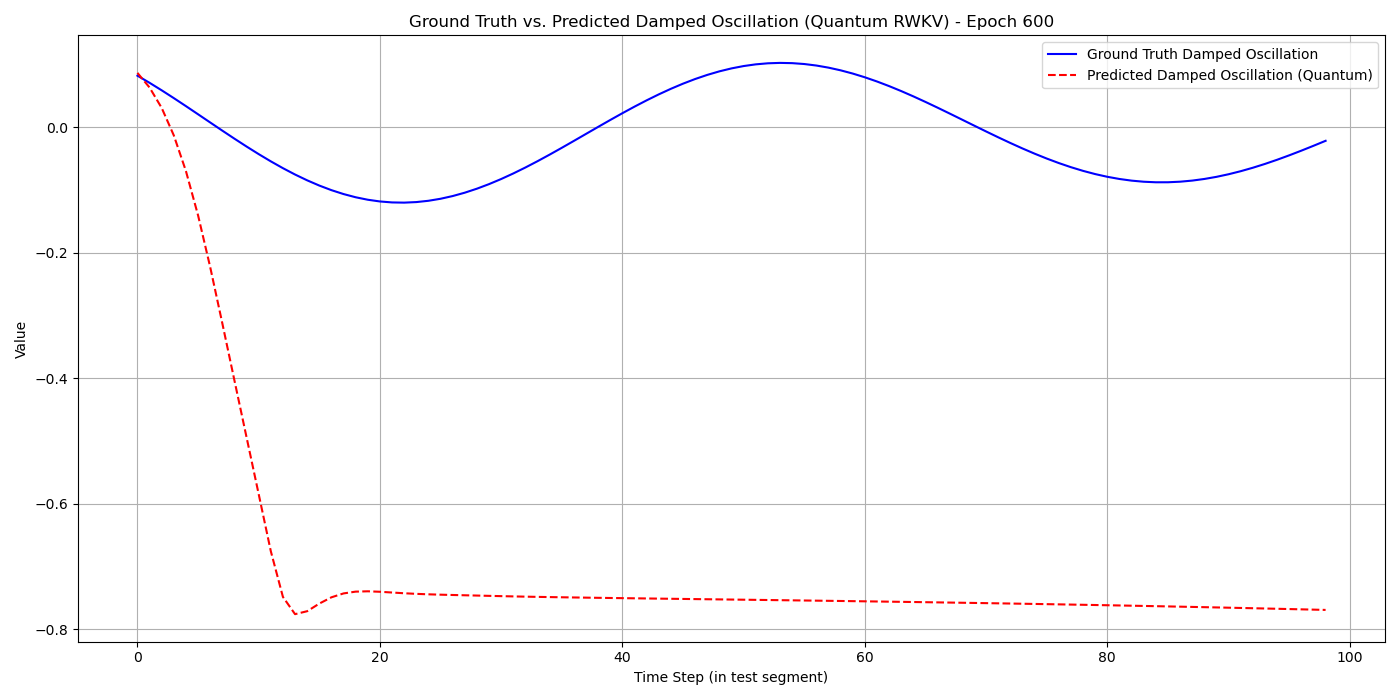 Ground Truth vs. Predicted Damped Oscillation (Quantum RWKV) - Epoch 600
Ground Truth Damped Oscillation
Predicted Damped Oscillation (Quantum)
Value
0.0
−0.2
−0.4
−0.6
−0.8
0 20 40 60 80 100
Time Step (in test segment)